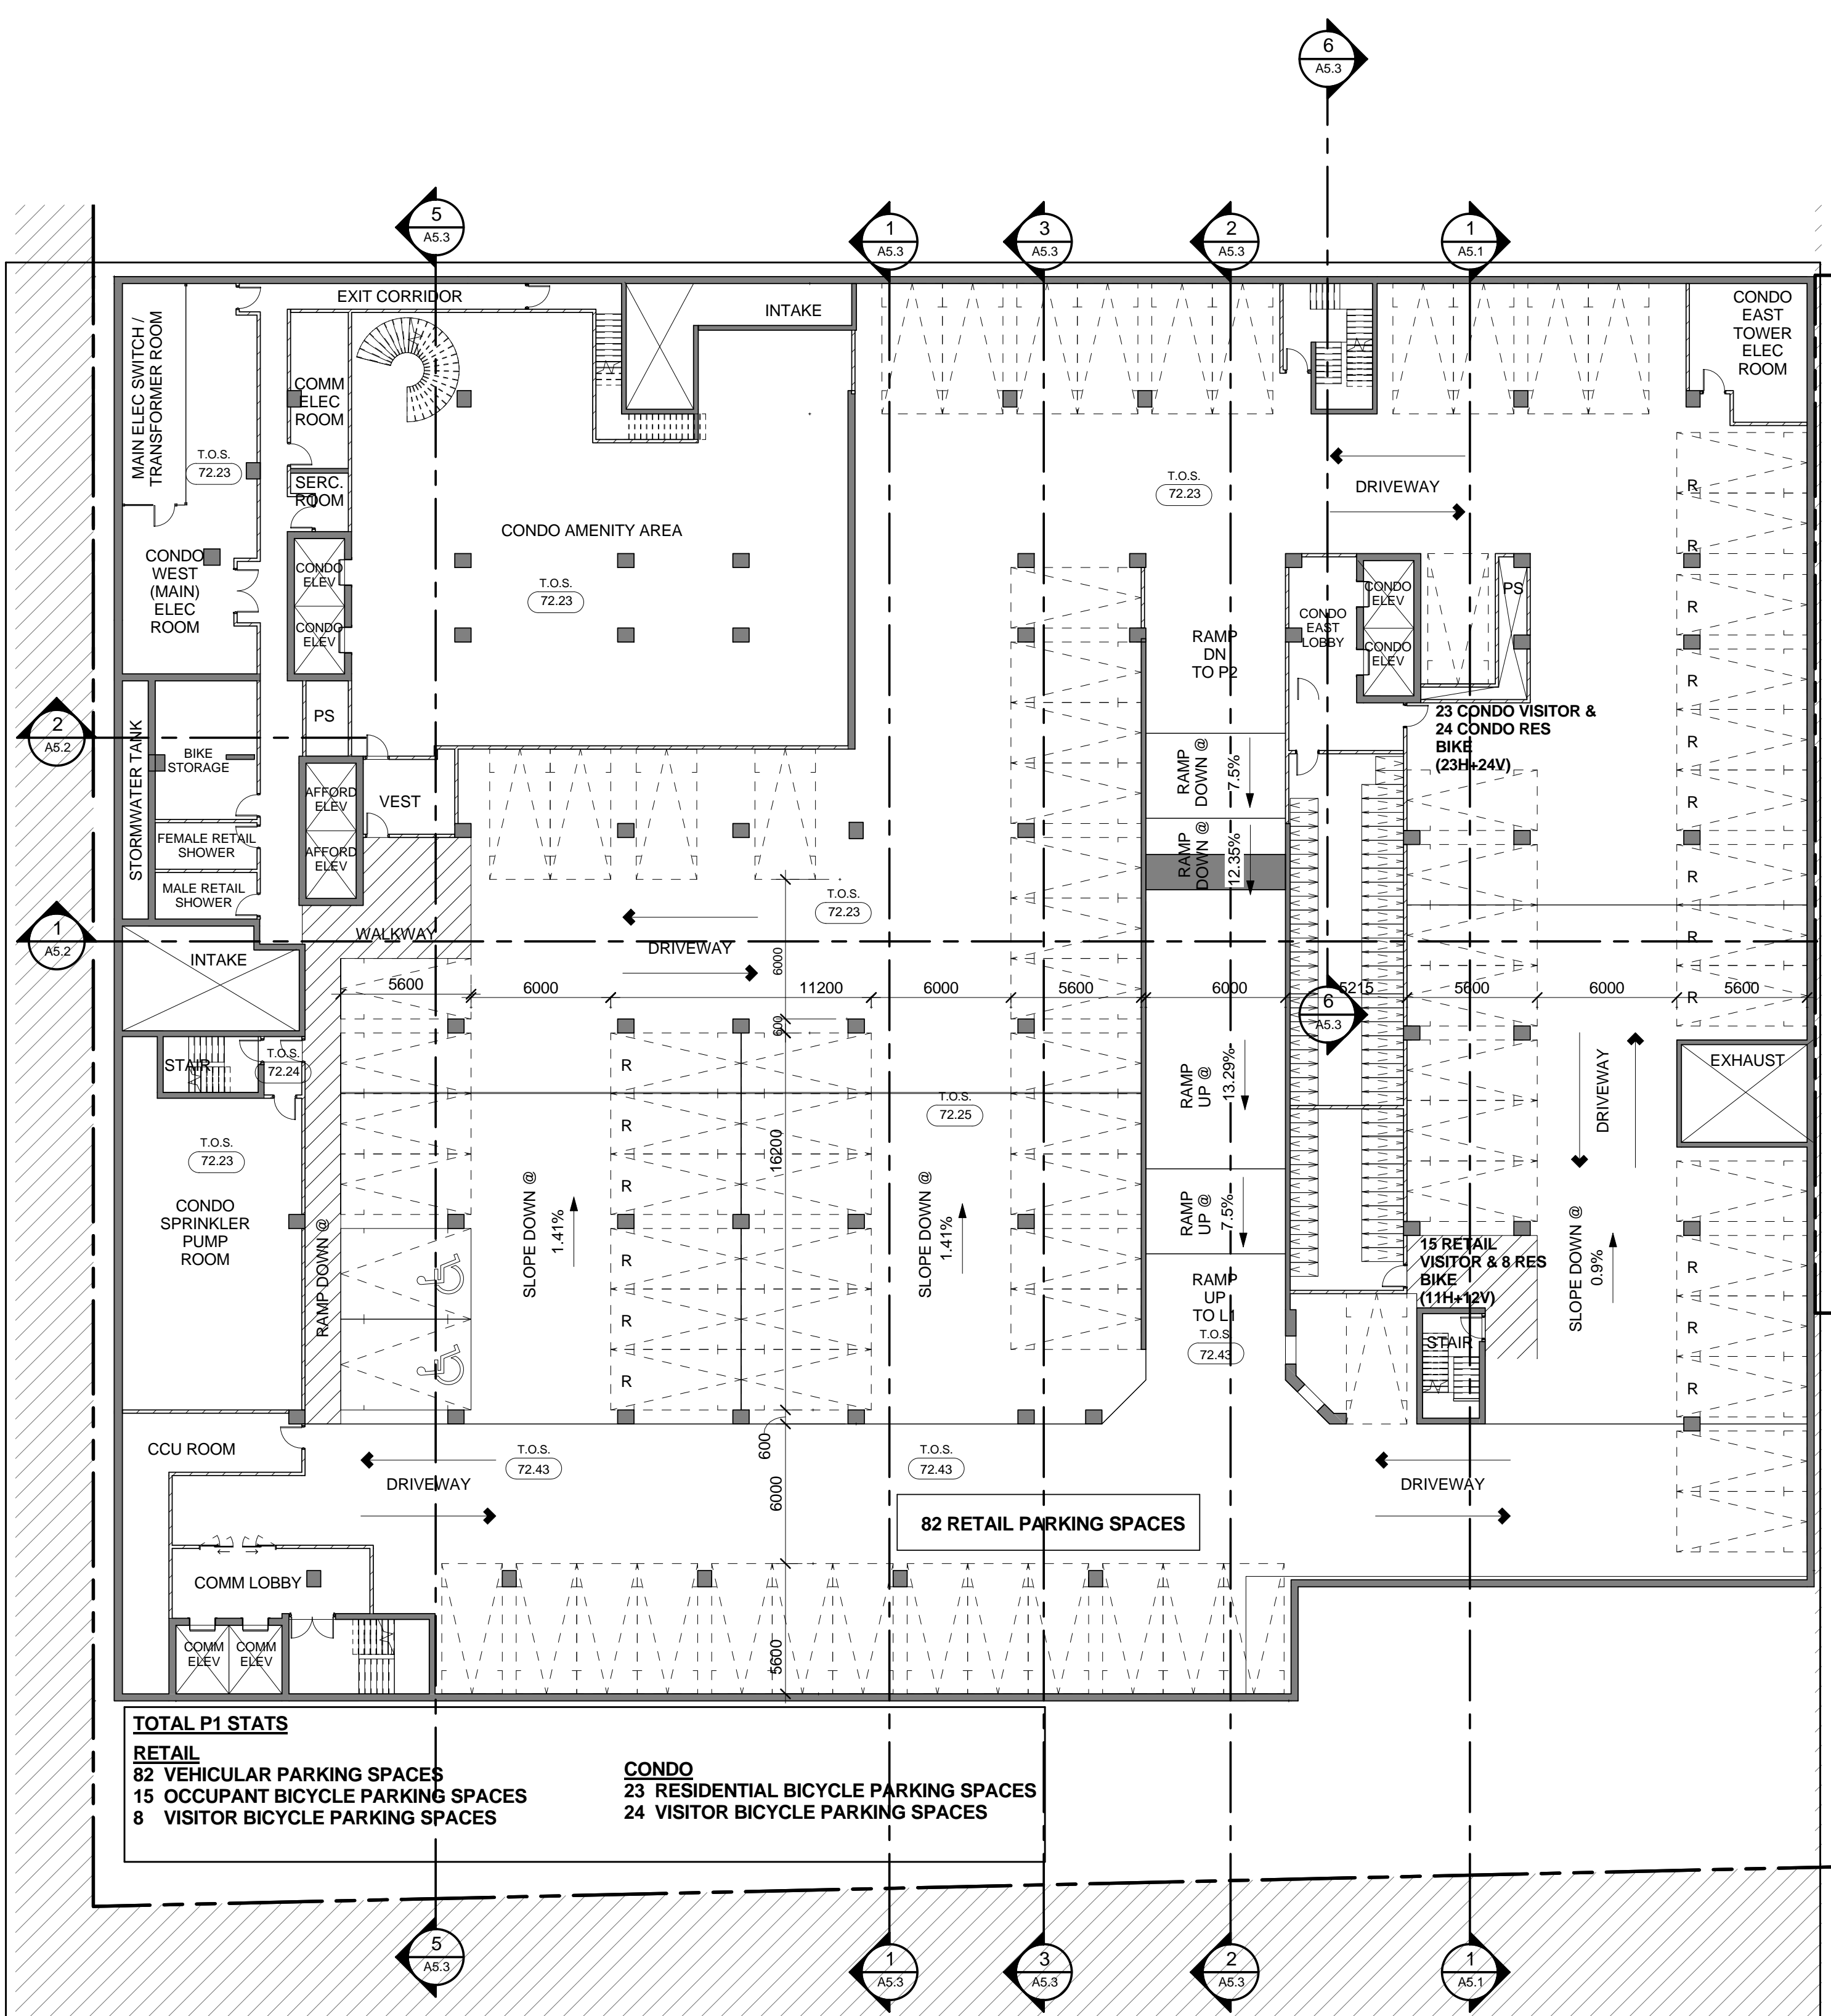 6
A5.3
5
A5.3
1
A5.3
3
A5.3
2
A5.3
1
A5.1
EXIT CORRIDOR
INTAKE
MAIN ELEC SWITCH /
TRANSFORMER ROOM
CONDO
EAST
TOWER
ELEC
ROOM
COMM
ELEC
ROOM
T.O.S.
72.23
SERC.
ROOM
T.O.S.
72.23
DRIVEWAY
R
CONDO AMENITY AREA
R
CONDO
WEST
(MAIN)
ELEC
ROOM
CONDO
ELEV
CONDO
ELEV
T.O.S.
72.23
RAMP
DN
TO P2
CONDO
EAST
LOBBY
CONDO
ELEV
CONDO
ELEV
PS
R
R
R
2
A5.2
STORMWATER TANK
PS
23 CONDO VISITOR &
24 CONDO RES
BIKE
(23H+24V)
BIKE
STORAGE
RAMP
DOWN @
7.5%
R
AFFORD
ELEV
AFFORD
ELEV
VEST
R
FEMALE RETAIL
SHOWER
RAMP
DOWN @
12.35%
MALE RETAIL
SHOWER
T.O.S.
72.23
R
1
A5.2
WALKWAY
DRIVEWAY
R
INTAKE
6000
5600
6000
11200
6000
5600
6000
5215
5600
6000
5600
R
6
A5.3
600
STAIR
T.O.S.
72.24
R
RAMP
UP @
13.29%
DRIVEWAY
EXHAUST
T.O.S.
72.25
R
16200
T.O.S.
72.23
R
CONDO
SPRINKLER
PUMP
ROOM
RAMP DOWN @
SLOPE DOWN @
1.41%
SLOPE DOWN @
1.41%
RAMP
UP @
7.5%
15 RETAIL
VISITOR & 8 RES
BIKE
(11H+12V)
SLOPE DOWN @
0.9%
R
R
R
R
RAMP
UP
TO L1
T.O.S.
72.43
STAIR
R
R
R
CCU ROOM
600
T.O.S.
72.43
T.O.S.
72.43
DRIVEWAY
6000
DRIVEWAY
82 RETAIL PARKING SPACES
COMM LOBBY
COMM
ELEV
COMM
ELEV
5600
TOTAL P1 STATS
RETAIL
82 VEHICULAR PARKING SPACES
15 OCCUPANT BICYCLE PARKING SPACES
8 VISITOR BICYCLE PARKING SPACES
CONDO
23 RESIDENTIAL BICYCLE PARKING SPACES
24 VISITOR BICYCLE PARKING SPACES
5
A5.3
1
A5.3
3
A5.3
2
A5.3
1
A5.1